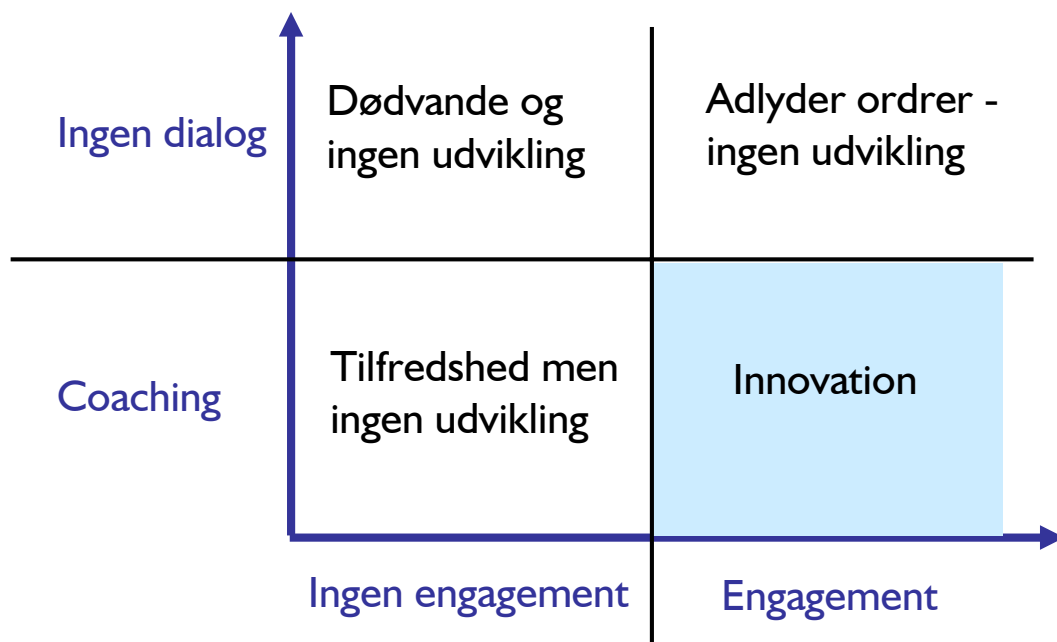 Ingen dialog
Dødvande og
ingen udvikling
Adlyder ordrer -
ingen udvikling
Coaching
Tilfredshed men
ingen udvikling
Innovation
Ingen engagement
Engagement